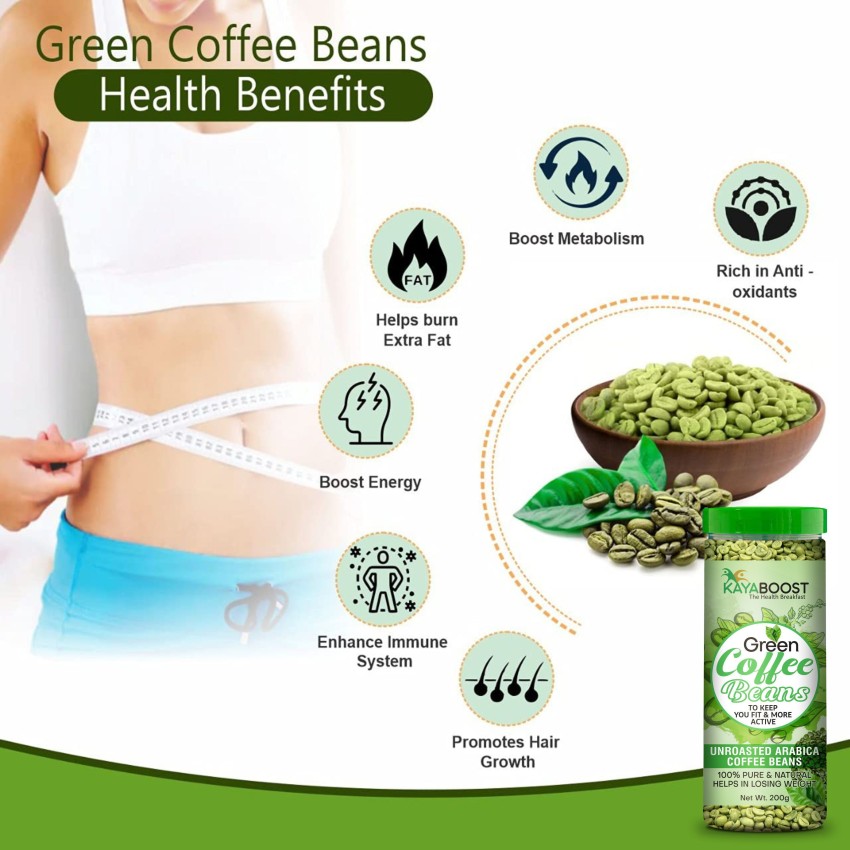 Green Coffee Beans
Health Benefits
Boost Metabolism
Rich in Anti -
oxidants
FAT
Helps burn
Extra Fat
Boost Energy
Enhance Immune
System
Promotes Hair
Growth
KAYABOOST
The Health Breakfast
Green
Coffee
Beans
TO KEEP
YOU FIT & MORE
ACTIVE
UNROASTED ARABICA
COFFEE BEANS
100% PURE & NATURAL
HELPS IN LOSING WEIGHT
Net Wt. 200g